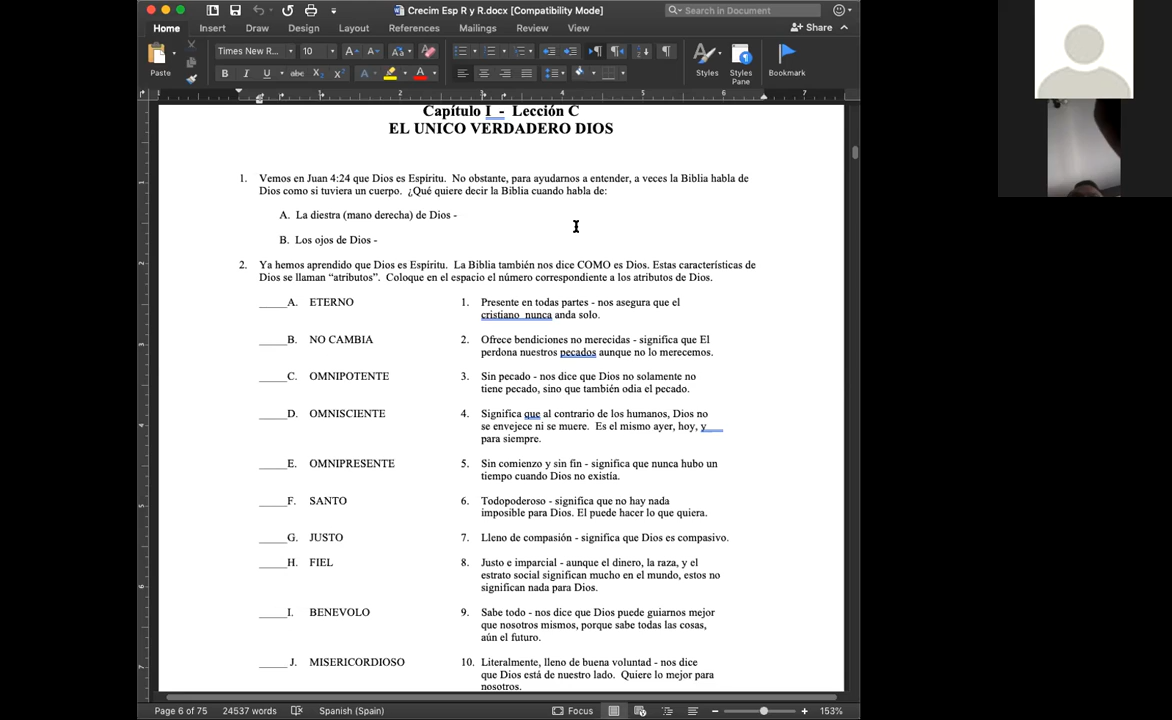 Crecim Esp R y R.docx [Compatibility Mode]
Search in Document
Home Insert Draw Design Layout References Mailings Review View Share
Times New R... 10
Paste
Styles
Styles Pane
Bookmark
Capítulo I - Lección C
EL UNICO VERDADERO DIOS
1. Vemos en Juan 4:24 que Dios es Espíritu. No obstante, para ayudarnos a entender, a veces la Biblia habla de
Dios como si tuviera un cuerpo. ¿Qué quiere decir la Biblia cuando habla de:
A. La diestra (mano derecha) de Dios -
B. Los ojos de Dios -
2. Ya hemos aprendido que Dios es Espíritu. La Biblia también nos dice COMO es Dios. Estas características de
Dios se llaman “atributos”. Coloque en el espacio el número correspondiente a los atributos de Dios.
_____A. ETERNO
1. Presente en todas partes - nos asegura que el
cristiano nunca anda solo.
_____B. NO CAMBIA
2. Ofrece bendiciones no merecidas - significa que El
perdona nuestros pecados aunque no lo merecemos.
_____C. OMNIPOTENTE
3. Sin pecado - nos dice que Dios no solamente no
tiene pecado, sino que también odia el pecado.
_____D. OMNISCIENTE
4. Significa que al contrario de los humanos, Dios no
se envejece ni se muere. Es el mismo ayer, hoy, y
para siempre.
_____E. OMNIPRESENTE
5. Sin comienzo y sin fin - significa que nunca hubo un
tiempo cuando Dios no existía.
_____F. SANTO
6. Todopoderoso - significa que no hay nada
imposible para Dios. El puede hacer lo que quiera.
_____G. JUSTO
7. Lleno de compasión - significa que Dios es compasivo.
_____H. FIEL
8. Justo e imparcial - aunque el dinero, la raza, y el
estrato social significan mucho en el mundo, estos no
significan nada para Dios.
_____I. BENEVOLO
9. Sabe todo - nos dice que Dios puede guiarnos mejor
que nosotros mismos, porque sabe todas las cosas,
aún el futuro.
_____ J. MISERICORDIOSO
10. Literalmente, lleno de buena voluntad - nos dice
que Dios está de nuestro lado. Quiere lo mejor para
nosotros.
Page 6 of 75 24537 words Spanish (Spain) Focus 153%